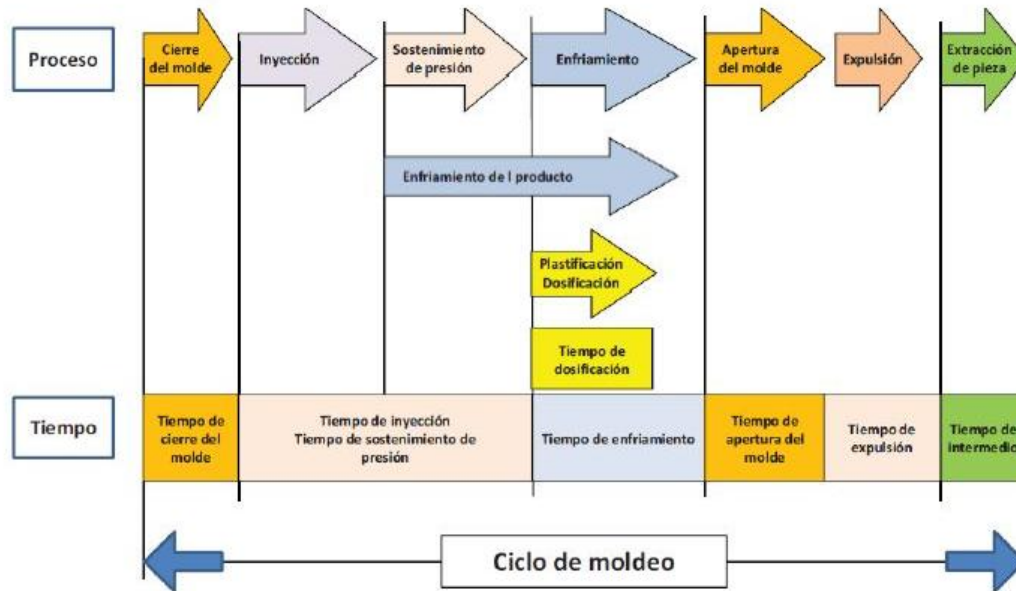 Proceso
Cierre
del molde
Inyección
Sostenimiento
de presión
Enfriamiento
Apertura
del molde
Expulsión
Extracción
de pieza
Enfriamiento de l producto
Plastificación
Dosificación
Tiempo de
dosificación
Tiempo
Tiempo de
cierre del
molde
Tiempo de inyección
Tiempo de sostenimiento de
presión
Tiempo de enfriamiento
Tiempo de
apertura del
molde
Tiempo de
expulsión
Tiempo de
intermedio
Ciclo de moldeo